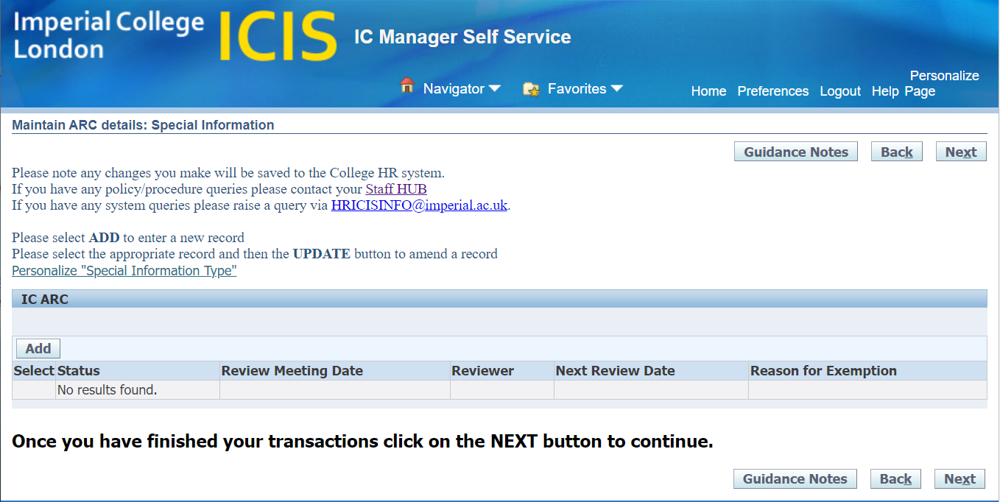 Imperial College
London
ICIS
IC Manager Self Service
Navigator
Favorites
Home Preferences Logout Help Personalize Page
Maintain ARC details: Special Information
Guidance Notes Back Next
Please note any changes you make will be saved to the College HR system.
If you have any policy/procedure queries please contact your Staff HUB
If you have any system queries please raise a query via HRICISINFO@imperial.ac.uk.
Please select ADD to enter a new record
Please select the appropriate record and then the UPDATE button to amend a record
Personalize "Special Information Type"
IC ARC
Add
Select Status Review Meeting Date Reviewer Next Review Date Reason for Exemption
No results found.
Once you have finished your transactions click on the NEXT button to continue.
Guidance Notes Back Next